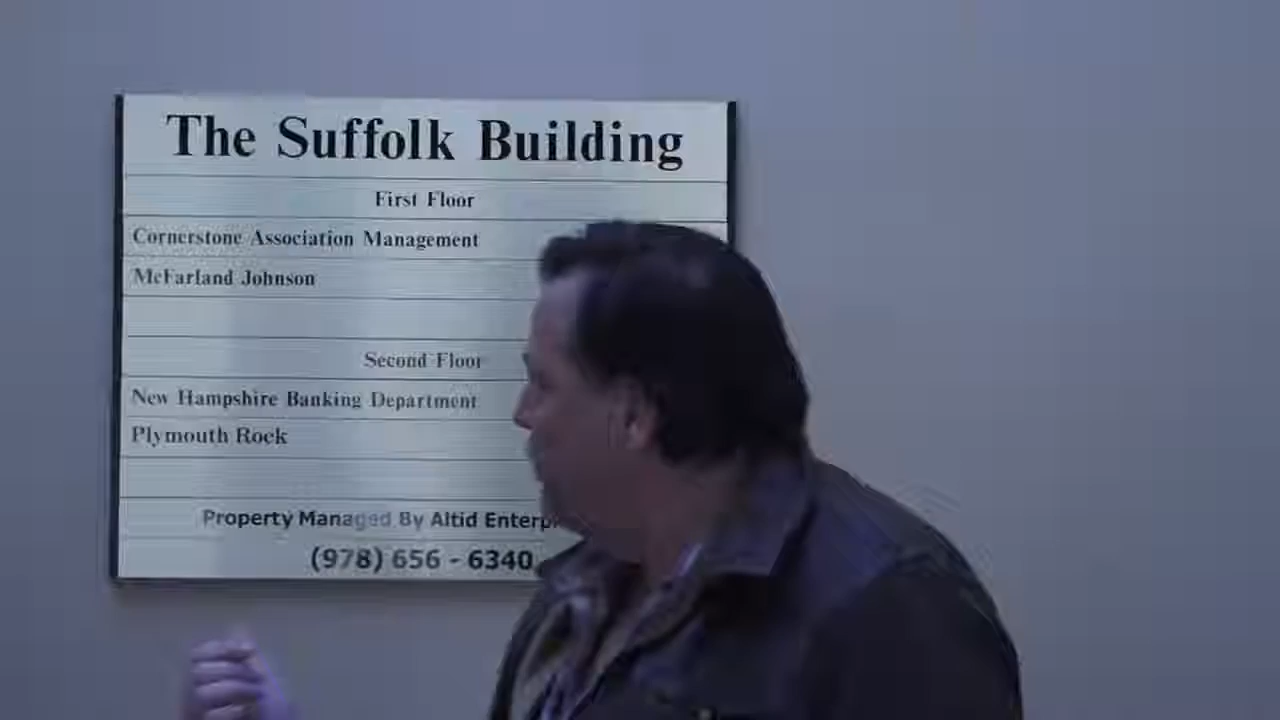 The Suffolk Building
First Floor
Cornerstone Association Management
McFarland Johnson
Second Floor
New Hampshire Banking Department
Plymouth Rock
Property Managed By Altid
(978) 656 - 6340